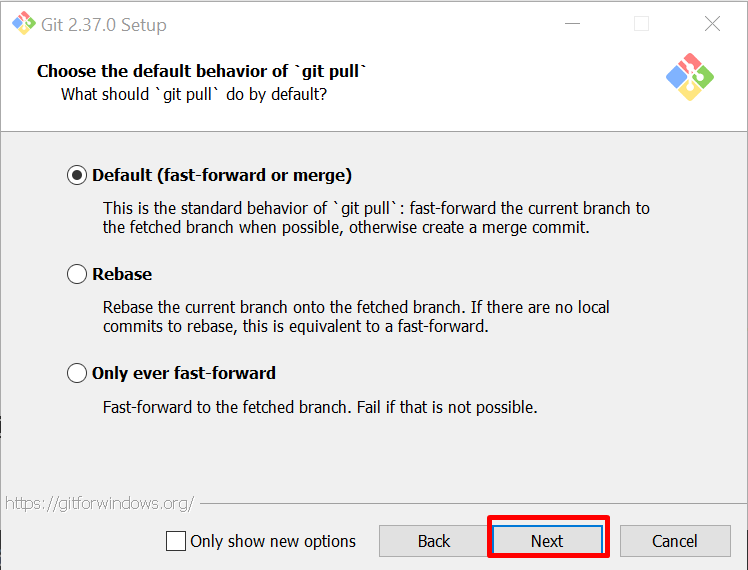 Git 2.37.0 Setup
Choose the default behavior of `git pull`
What should `git pull` do by default?
Default (fast-forward or merge)
This is the standard behavior of `git pull`: fast-forward the current branch to
the fetched branch when possible, otherwise create a merge commit.
Rebase
Rebase the current branch onto the fetched branch. If there are no local
commits to rebase, this is equivalent to a fast-forward.
Only ever fast-forward
Fast-forward to the fetched branch. Fail if that is not possible.
https://gitforwindows.org/
Only show new options
Back
Next
Cancel